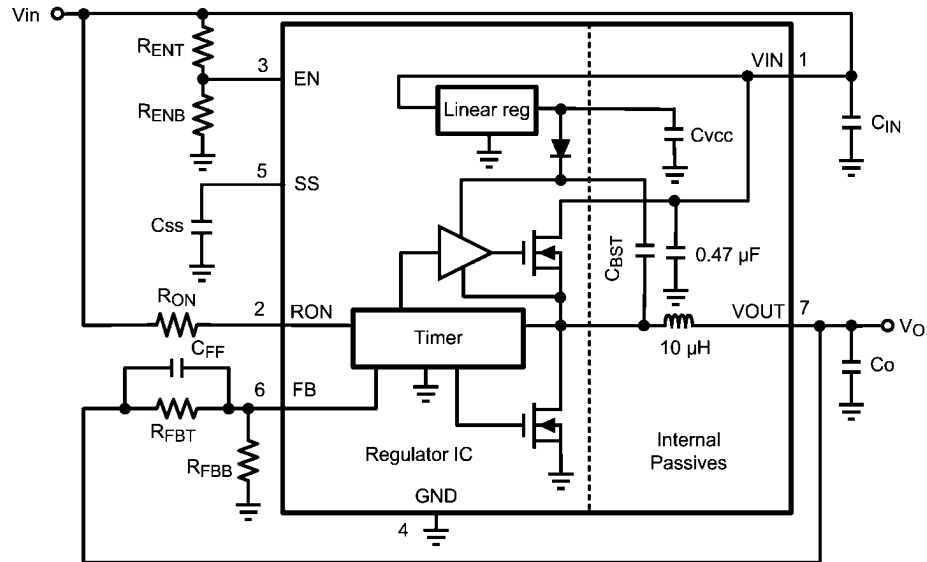 Vin
RENT
3
EN
VIN
1
RENB
Linear reg
CVCC
CIN
5
SS
CSS
CBST
0.47 µF
RON
2
RON
VOUT
7
VO
Timer
10 µH
CFF
6
FB
CO
RFBT
RFBB
Regulator IC
Internal
Passives
GND
4